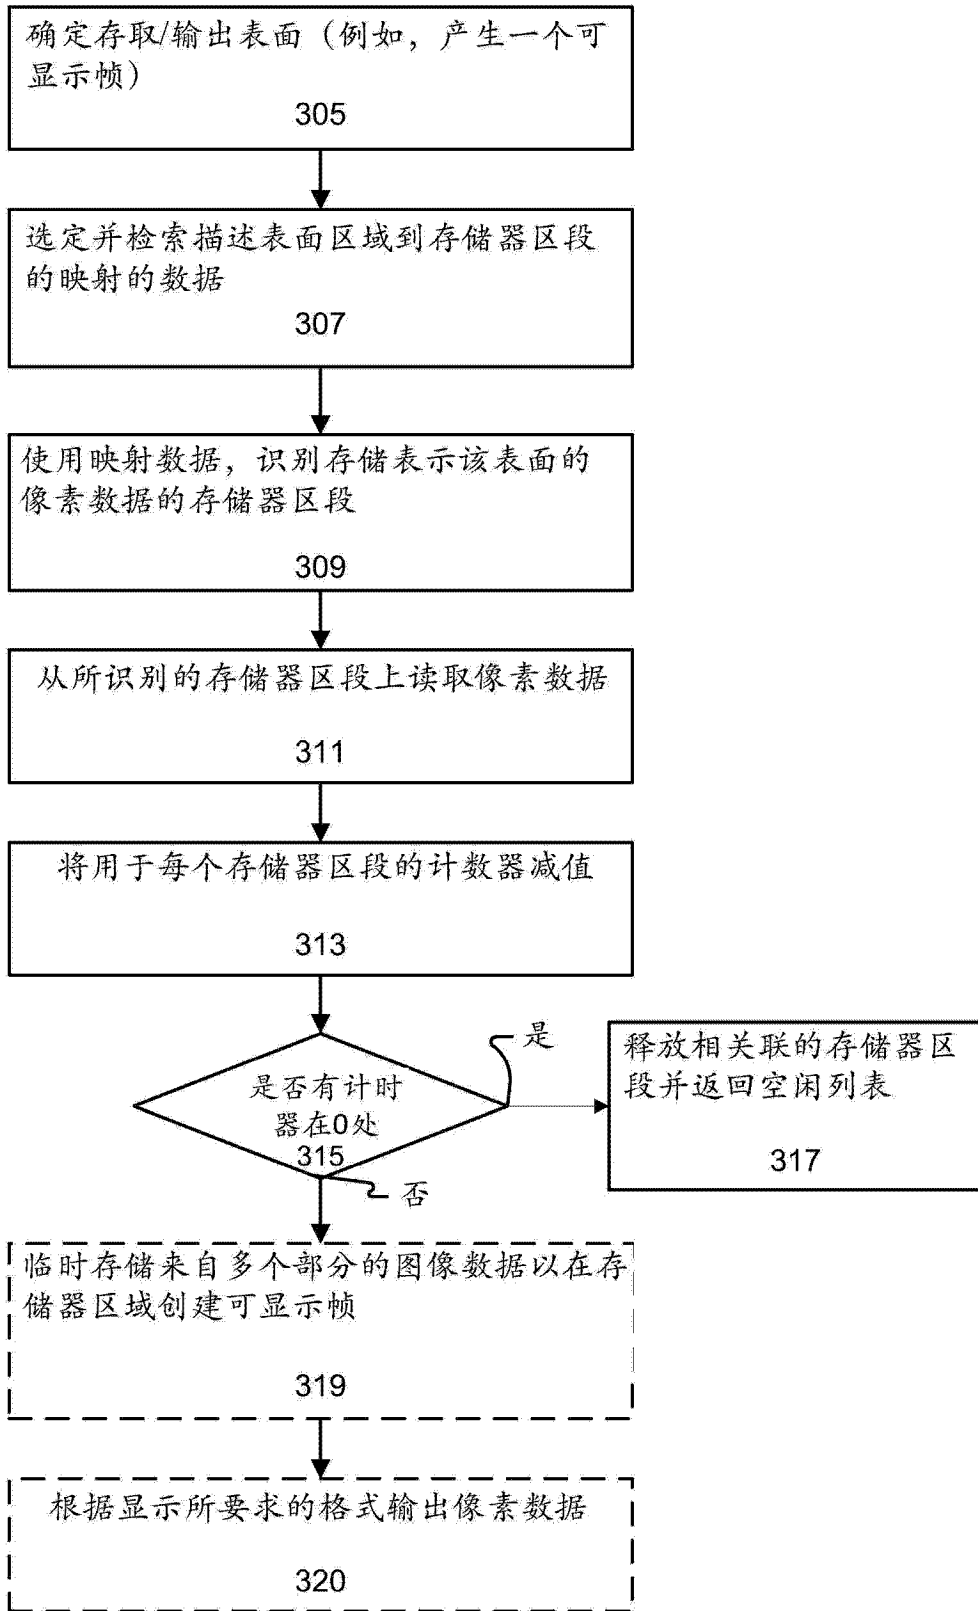 确定存取/输出表面（例如，产生一个可
显示帧）
305
选定并检索描述表面区域到存储器区段
的映射的数据
307
使用映射数据，识别存储表示该表面的
像素数据的存储器区段
309
从所识别的存储器区段上读取像素数据
311
将用于每个存储器区段的计数器减值
313
是否有计时
器在0处
315
是
释放相关联的存储器区
段并返回空闲列表
317
否
临时存储来自多个部分的图像数据以在存
储器区域创建可显示帧
319
根据显示所要求的格式输出像素数据
320